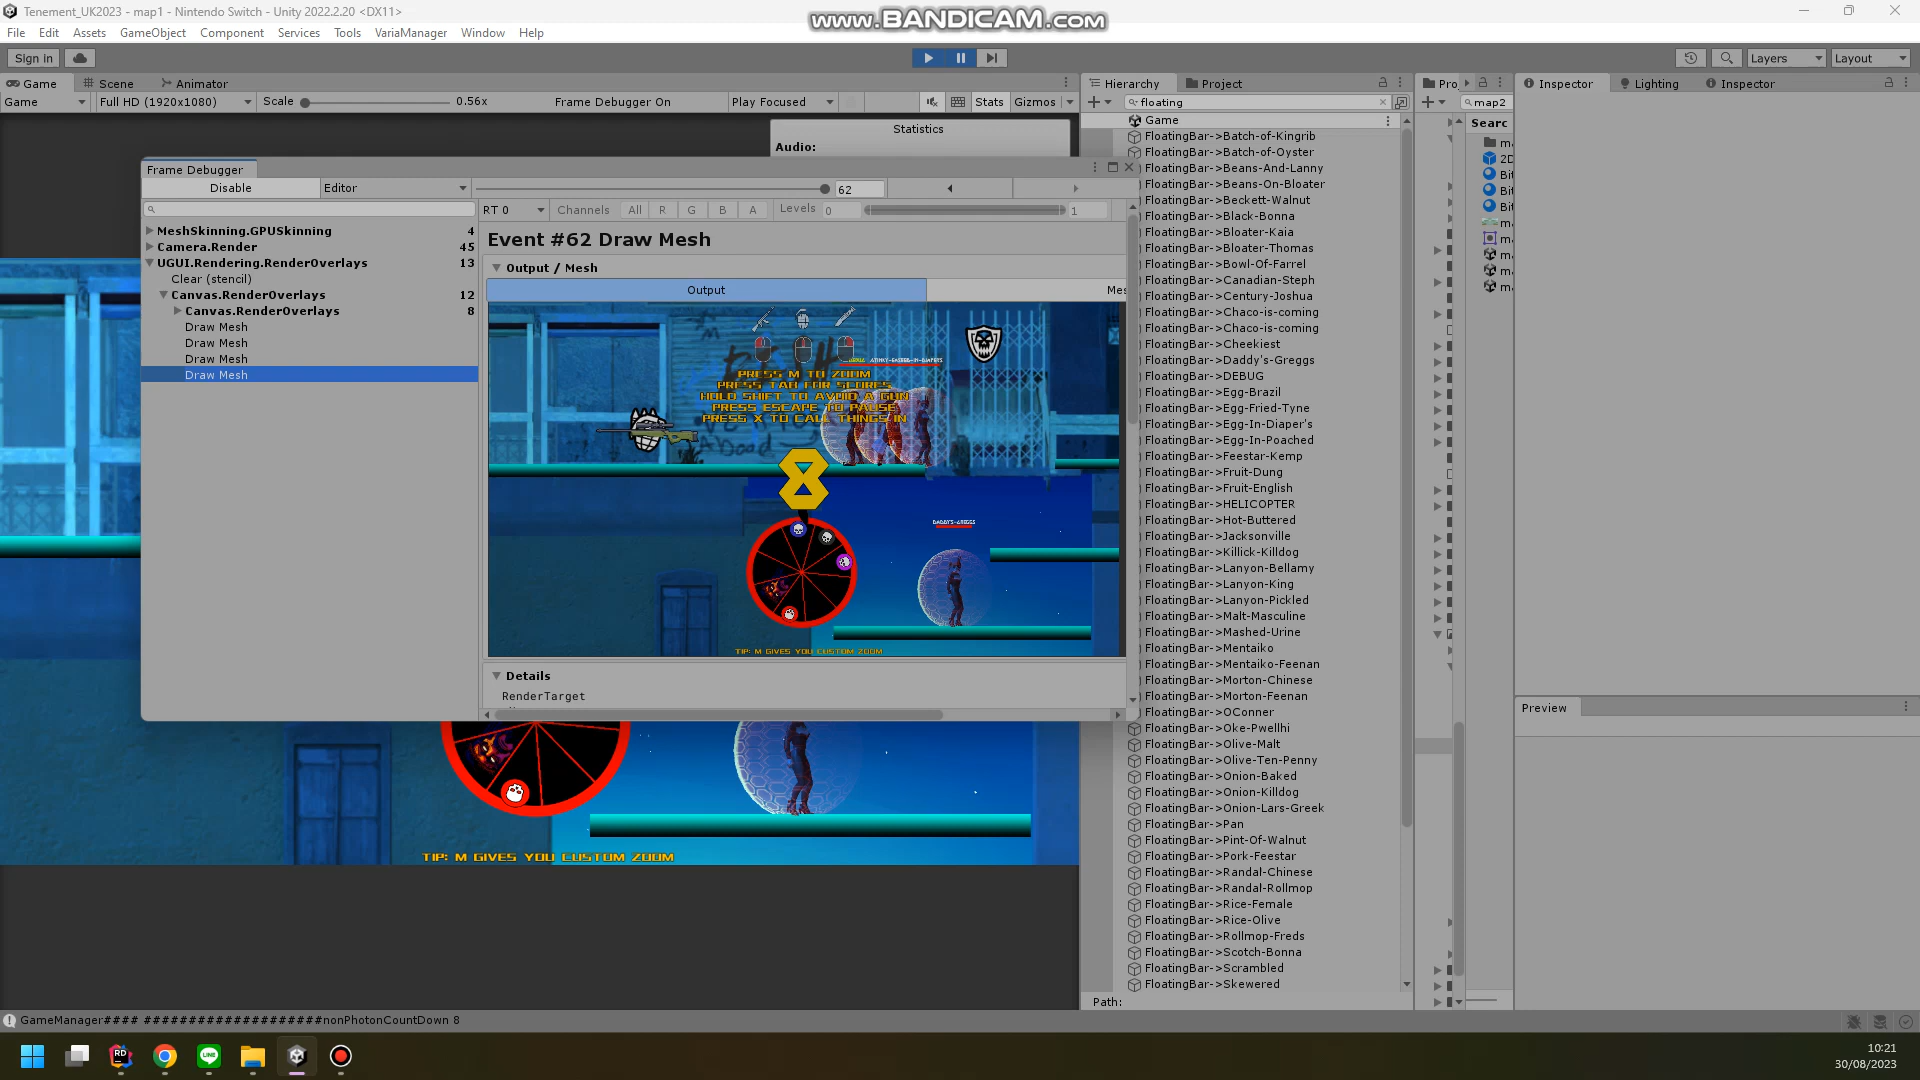 Tenement_UK2023 - map1 - Nintendo Switch - Unity 2022.2.20 <DX11>
www.BANDICAM.com
File Edit Assets GameObject Component Services Tools VariaManager Window Help
Sign In
Layers
Layout
Game
Scene
Animator
Hierarchy
Project
Inspector
Lighting
Inspector
Game
Full HD (1920x1080)
Scale
0.56x
Frame Debugger On
Play Focused
Stats
Gizmos
floating
map2
Statistics
Audio:
Searc
Frame Debugger
Disable
Editor
62
RT 0
Channels
All
R
G
B
A
Levels
0
1
MeshSkinning.GPUSkinning 4
Camera.Render 45
UGUI.Rendering.RenderOverlays 13
Clear (stencil)
Canvas.RenderOverlays 12
Canvas.RenderOverlays 8
Draw Mesh
Draw Mesh
Draw Mesh
Draw Mesh
Event #62 Draw Mesh
Output / Mesh
Output
PRESS M TO ZOOM
PRESS TAB FOR SCORES
HOLD SHIFT TO AVOID A GUN
PRESS ESCAPE TO PAUSE
PRESS X TO CALL THINGS IN
8
DADDY'S-GREGGS
TIP: M GIVES YOU CUSTOM ZOOM
Details
RenderTarget
TIP: M GIVES YOU CUSTOM ZOOM
Game
FloatingBar->Batch-of-Kingrib
FloatingBar->Batch-of-Oyster
FloatingBar->Beans-And-Lanny
FloatingBar->Beans-On-Bloater
FloatingBar->Beckett-Walnut
FloatingBar->Black-Bonna
FloatingBar->Bloater-Kaia
FloatingBar->Bloater-Thomas
FloatingBar->Bowl-Of-Farrel
FloatingBar->Canadian-Steph
FloatingBar->Century-Joshua
FloatingBar->Chaco-is-coming
FloatingBar->Chaco-is-coming
FloatingBar->Cheekiest
FloatingBar->Daddy's-Greggs
FloatingBar->DEBUG
FloatingBar->Egg-Brazil
FloatingBar->Egg-Fried-Tyne
FloatingBar->Egg-In-Diaper's
FloatingBar->Egg-In-Poached
FloatingBar->Feestar-Kemp
FloatingBar->Fruit-Dung
FloatingBar->Fruit-English
FloatingBar->HELICOPTER
FloatingBar->Hot-Buttered
FloatingBar->Jacksonville
FloatingBar->Killick-Killdog
FloatingBar->Lanyon-Bellamy
FloatingBar->Lanyon-King
FloatingBar->Lanyon-Pickled
FloatingBar->Malt-Masculine
FloatingBar->Mashed-Urine
FloatingBar->Mentaiko
FloatingBar->Mentaiko-Feenan
FloatingBar->Morton-Chinese
FloatingBar->Morton-Feenan
FloatingBar->OConner
FloatingBar->Oke-Pwellhi
FloatingBar->Olive-Malt
FloatingBar->Olive-Ten-Penny
FloatingBar->Onion-Baked
FloatingBar->Onion-Killdog
FloatingBar->Onion-Lars-Greek
FloatingBar->Pan
FloatingBar->Pint-Of-Walnut
FloatingBar->Pork-Feestar
FloatingBar->Randal-Chinese
FloatingBar->Randal-Rollmop
FloatingBar->Rice-Female
FloatingBar->Rice-Olive
FloatingBar->Rollmop-Freds
FloatingBar->Scotch-Bonna
FloatingBar->Scrambled
FloatingBar->Skewered
Path:
Preview
GameManager#### ####################nonPhotonCountDown 8
10:21
30/08/2023